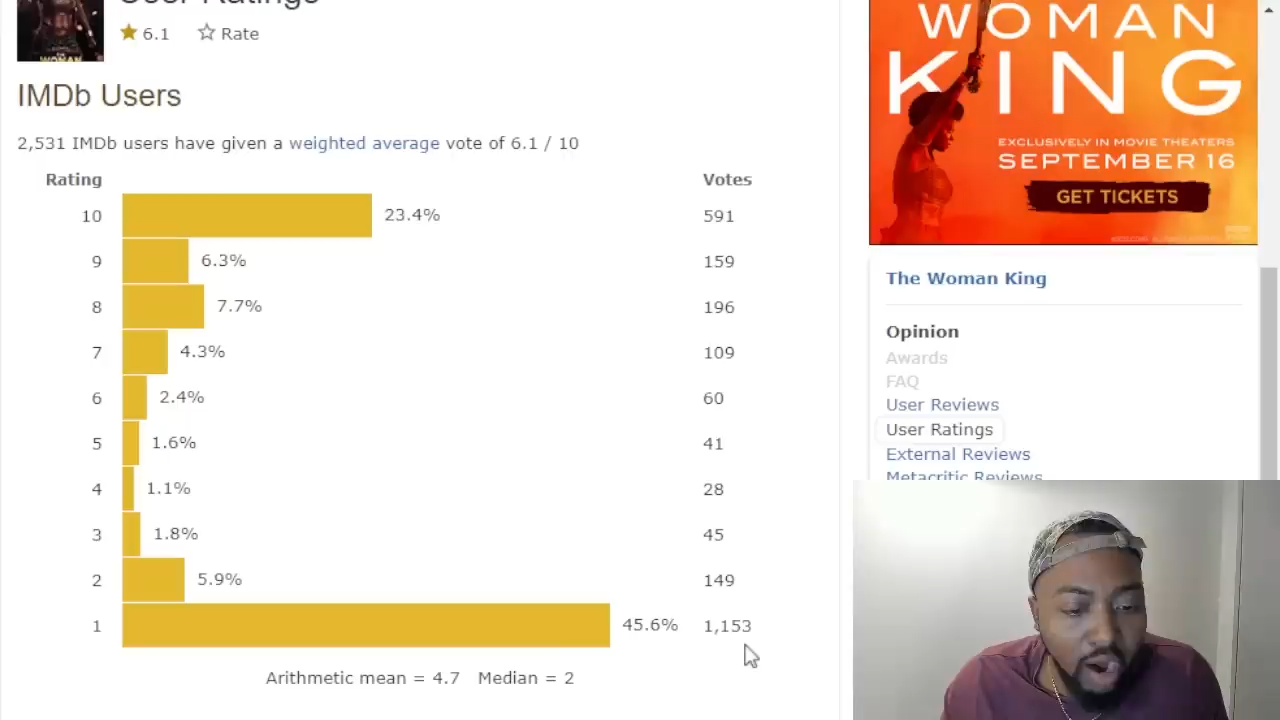 User Ratings
6.1 Rate
IMDb Users
2,531 IMDb users have given a weighted average vote of 6.1 / 10
Rating Votes
10 23.4% 591
9 6.3% 159
8 7.7% 196
7 4.3% 109
6 2.4% 60
5 1.6% 41
4 1.1% 28
3 1.8% 45
2 5.9% 149
1 45.6% 1,153
Arithmetic mean = 4.7 Median = 2
WOMAN
KING
EXCLUSIVELY IN MOVIE THEATERS
SEPTEMBER 16
GET TICKETS
The Woman King
Opinion
Awards
FAQ
User Reviews
User Ratings
External Reviews
Metacritic Reviews